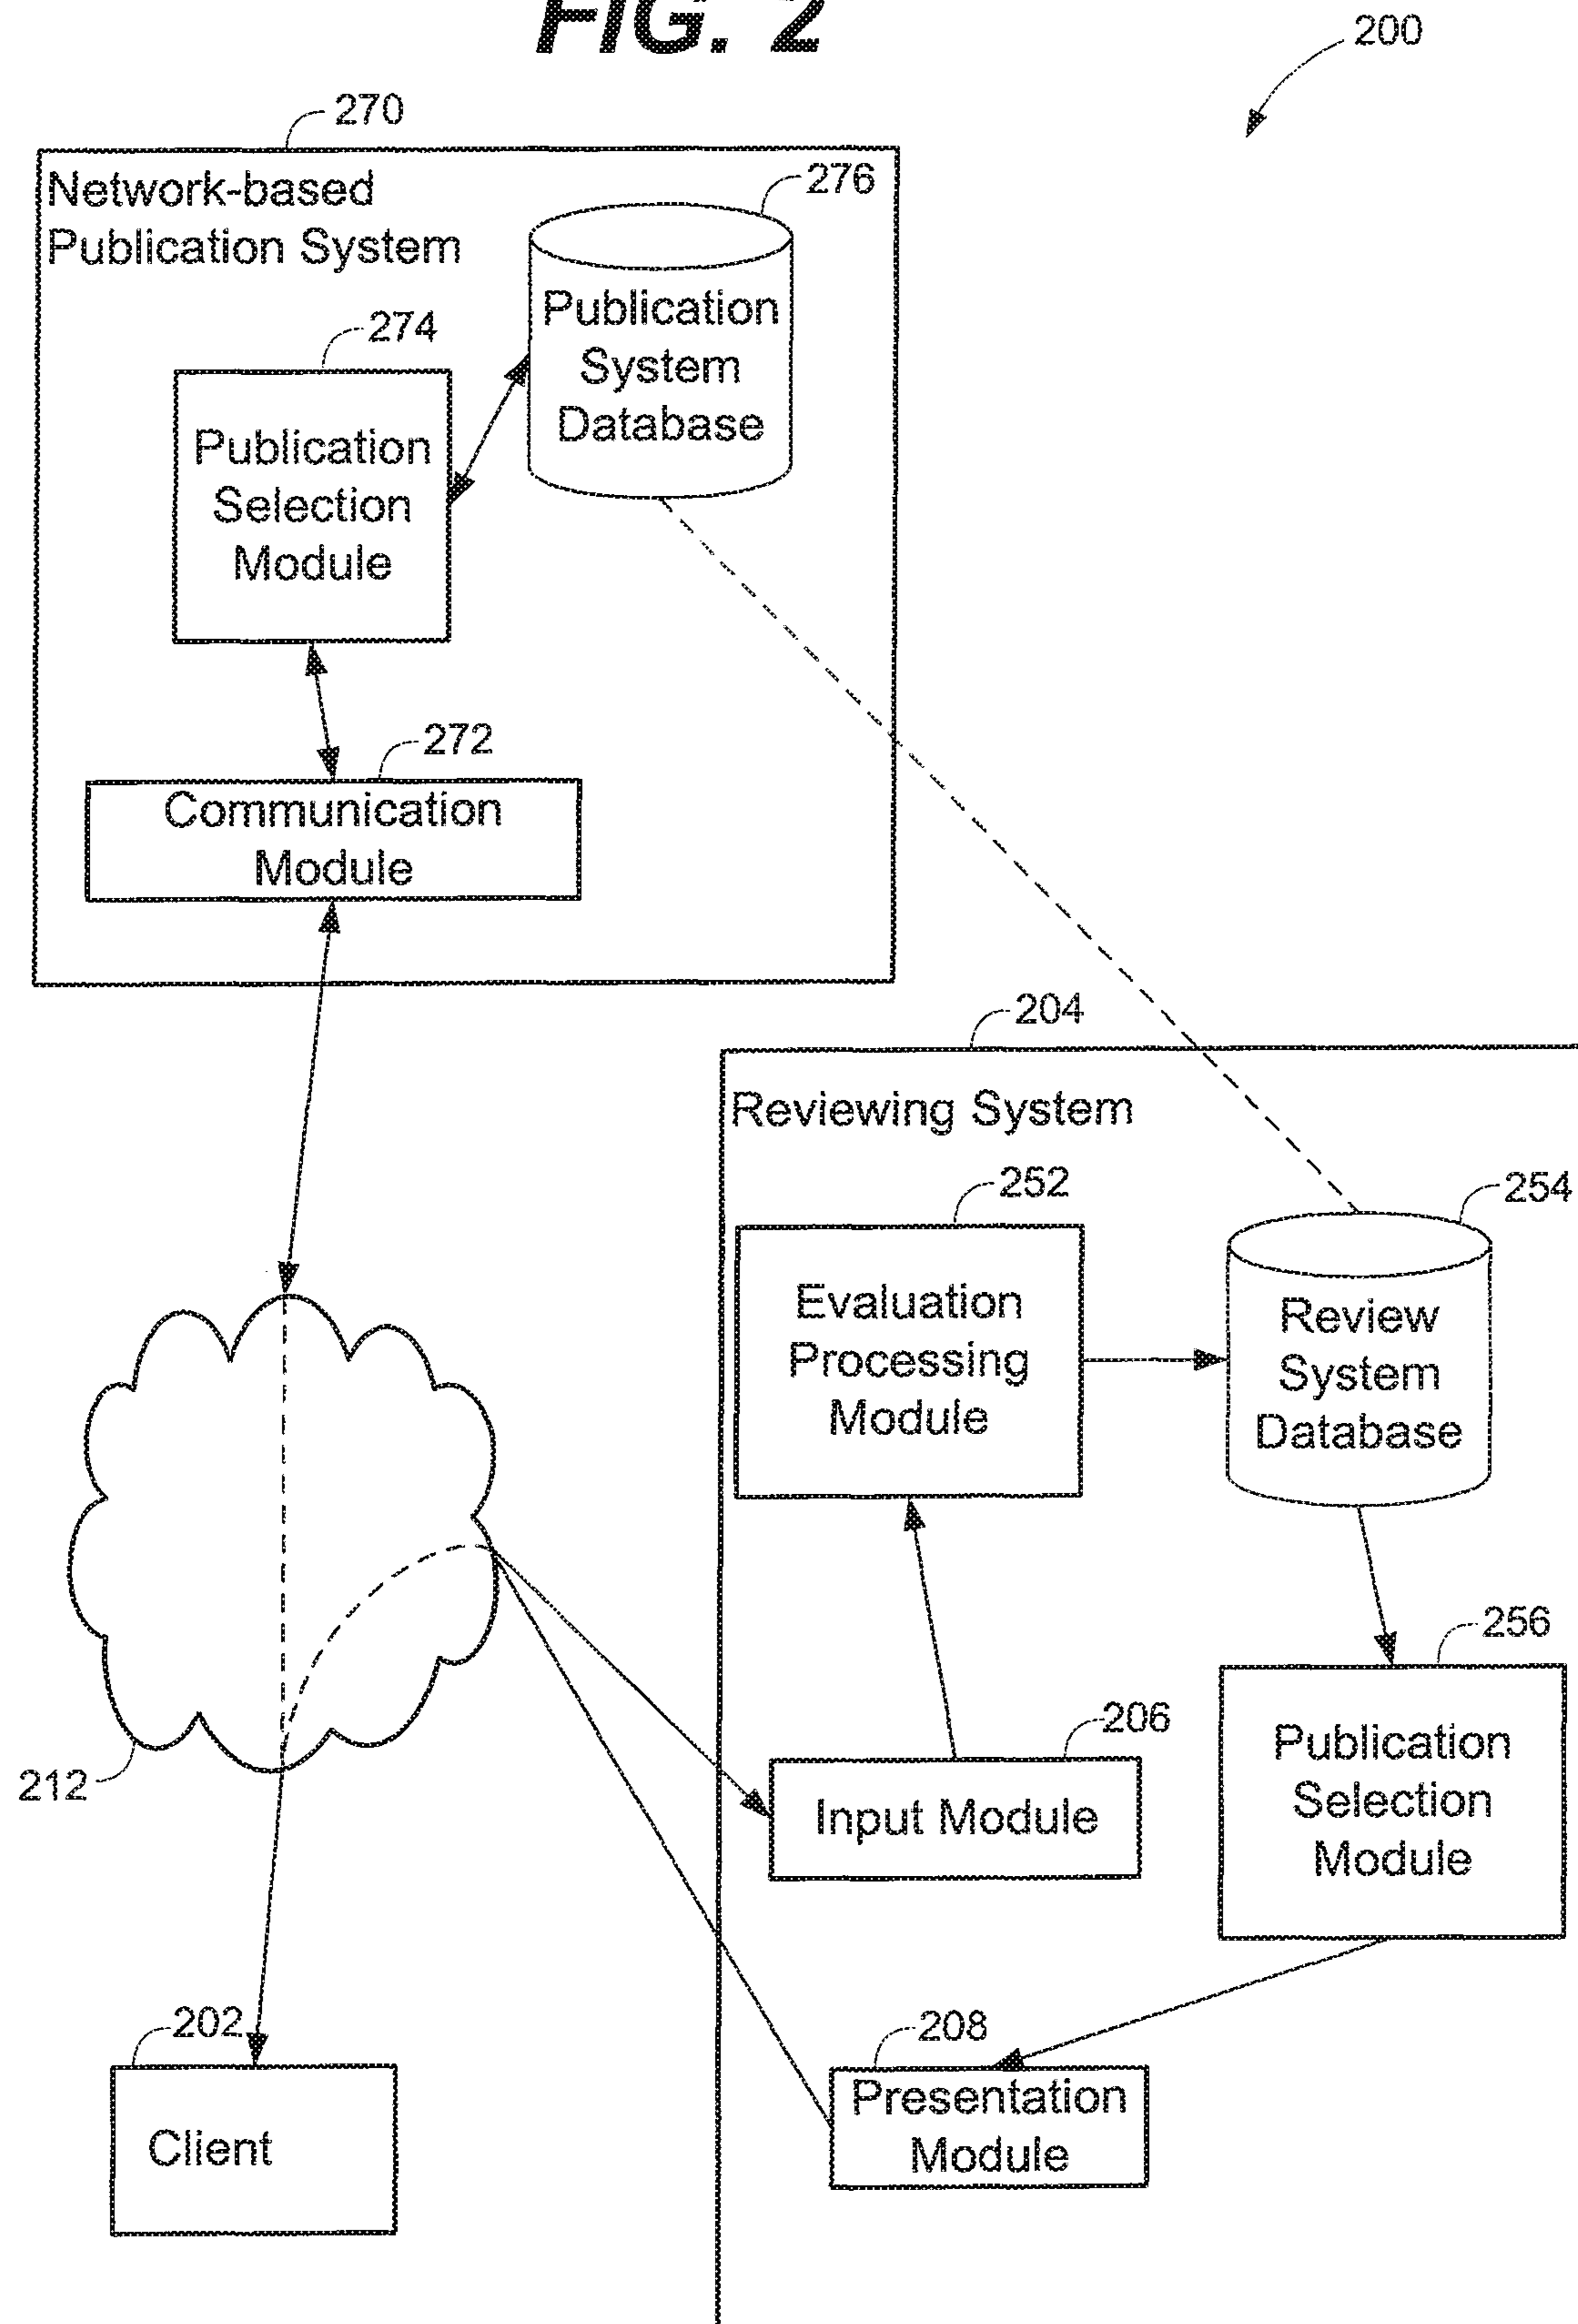 FIG. 2
200
270
Network-based
Publication System
276
Publication
System
Database
274
Publication
Selection
Module
272
Communication
Module
204
Reviewing System
252
Evaluation
Processing
Module
254
Review
System
Database
256
Publication
Selection
Module
206
Input Module
212
202
Client
208
Presentation
Module